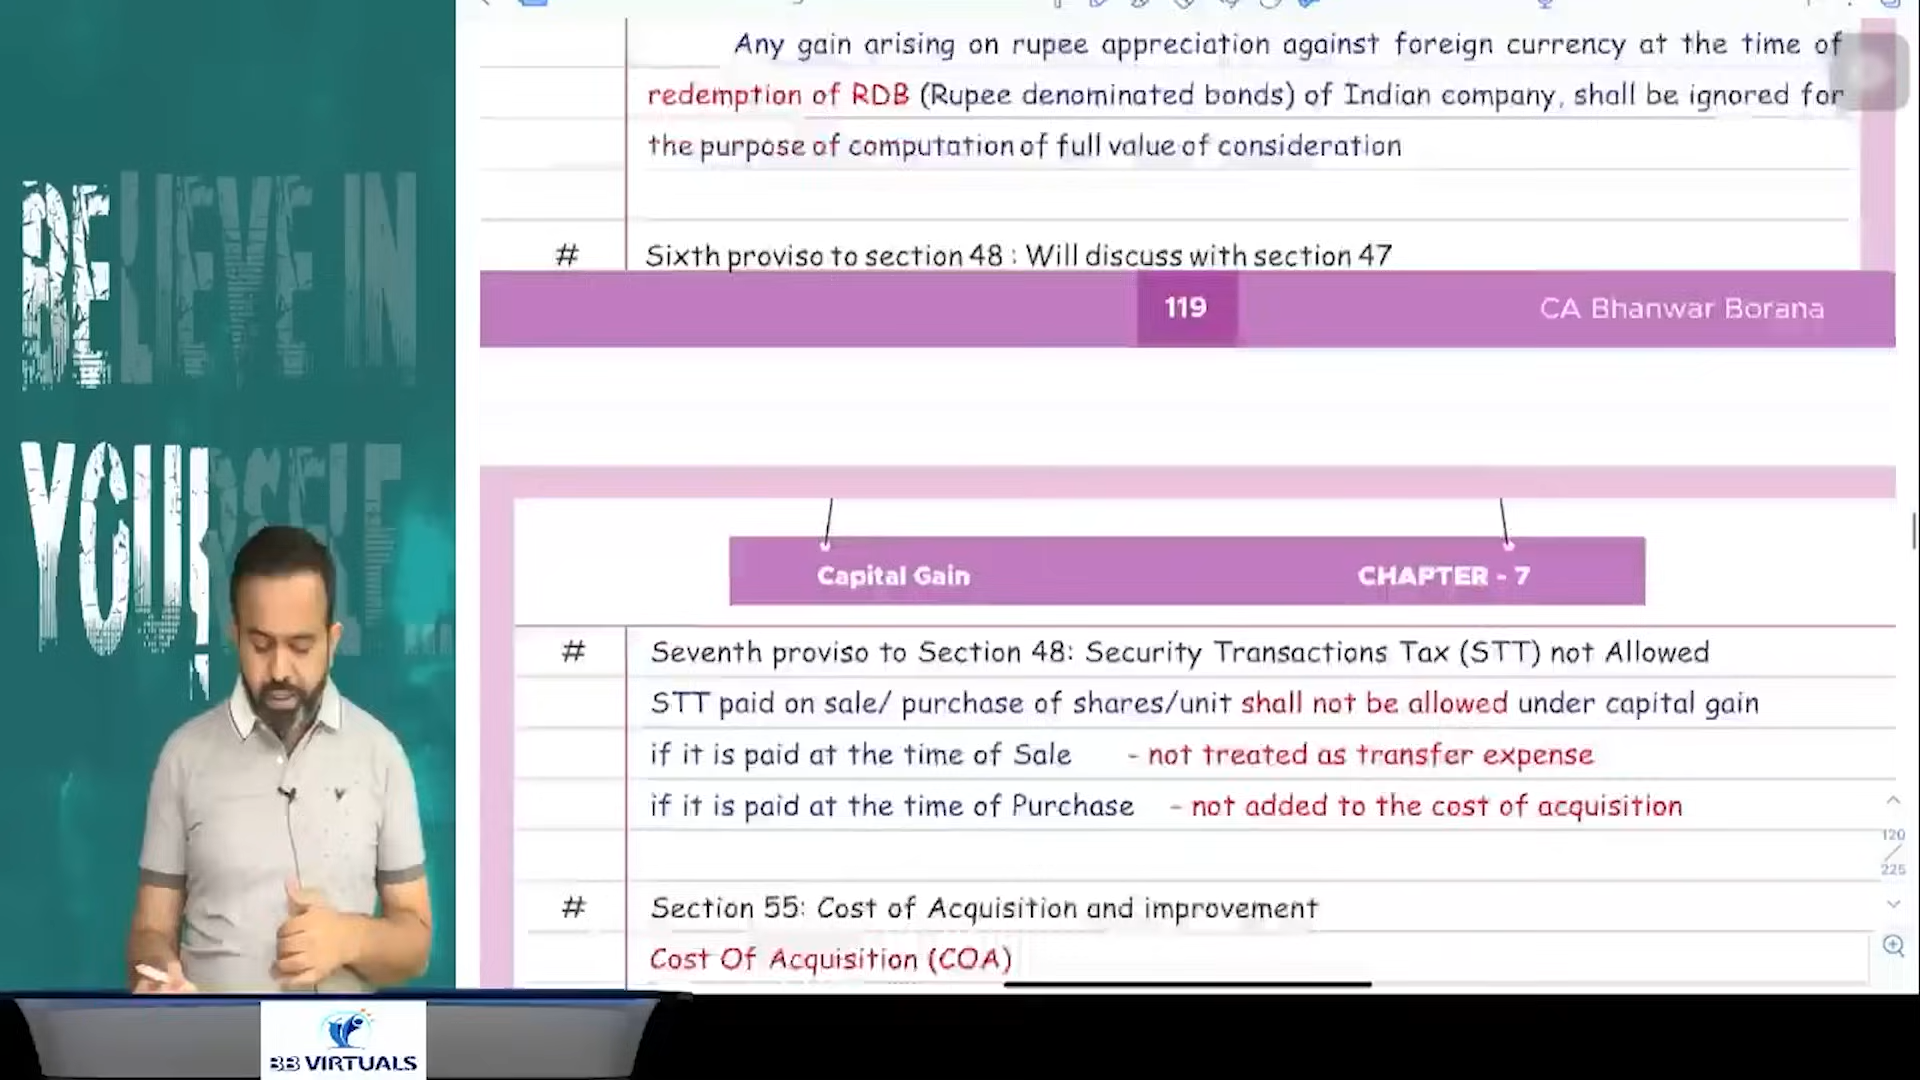 Any gain arising on rupee appreciation against foreign currency at the time of
redemption of RDB (Rupee denominated bonds) of Indian company, shall be ignored for
the purpose of computation of full value of consideration
# Sixth proviso to section 48 : Will discuss with section 47
119 CA Bhanwar Borana
Capital Gain CHAPTER - 7
# Seventh proviso to Section 48: Security Transactions Tax (STT) not Allowed
STT paid on sale/ purchase of shares/unit shall not be allowed under capital gain
if it is paid at the time of Sale - not treated as transfer expense
if it is paid at the time of Purchase - not added to the cost of acquisition
# Section 55: Cost of Acquisition and improvement
Cost Of Acquisition (COA)
120
225
BELIEVE IN
YOURSELF...
BB VIRTUALS